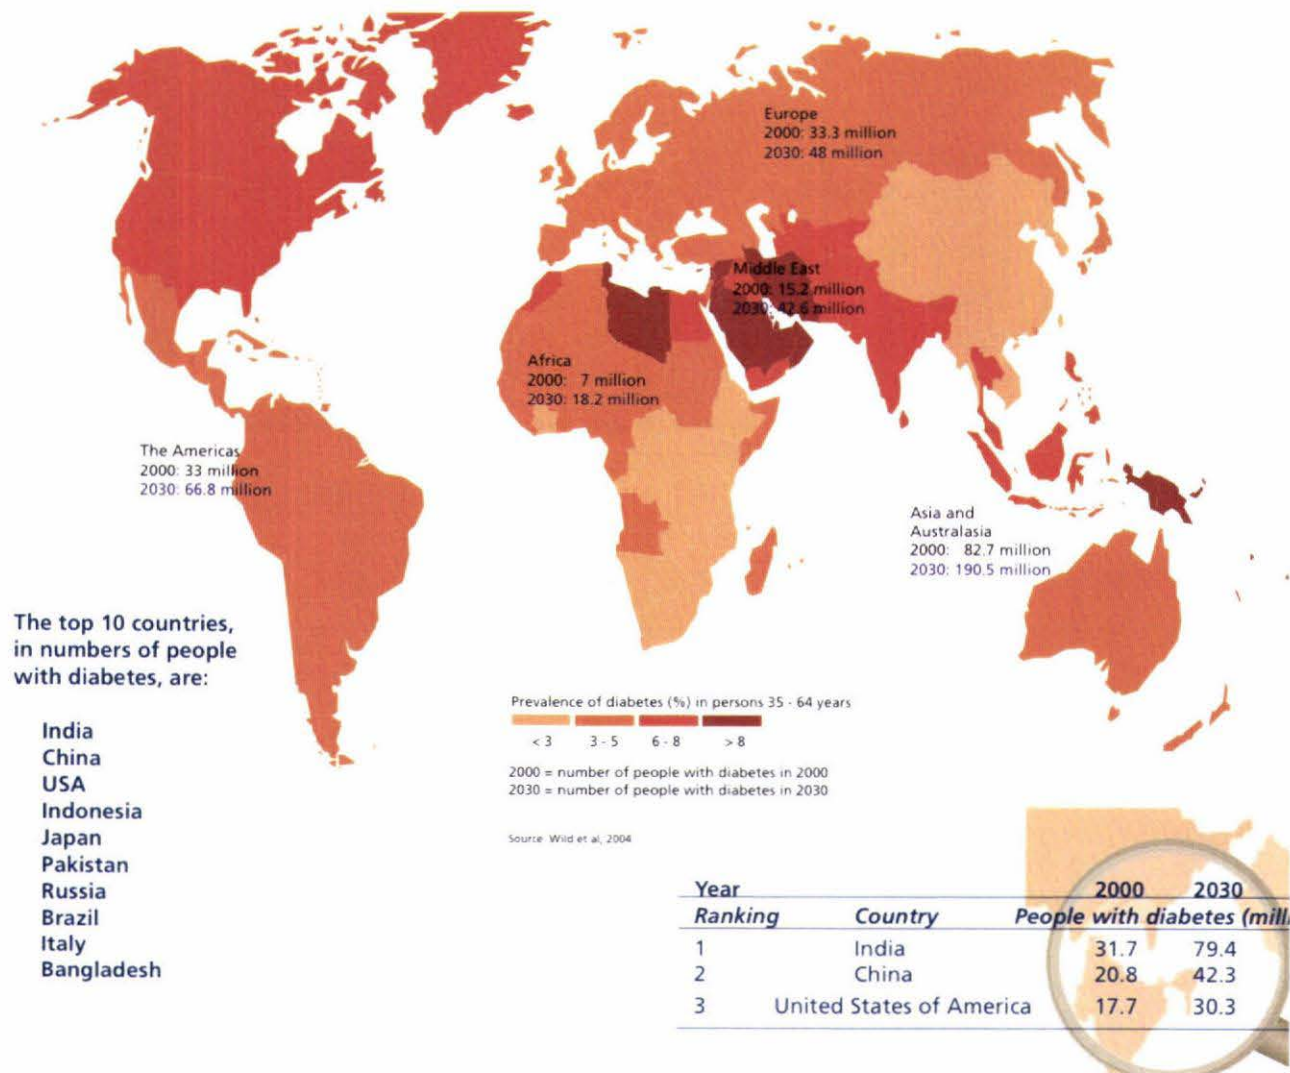 Europe
2000: 33.3 million
2030: 48 million
Middle East
2000: 15.2 million
2030: 42.6 million
Africa
2000: 7 million
2030: 18.2 million
The Americas
2000: 33 million
2030: 66.8 million
Asia and
Australasia
2000: 82.7 million
2030: 190.5 million
The top 10 countries,
in numbers of people
with diabetes, are:
India
China
USA
Indonesia
Japan
Pakistan
Russia
Brazil
Italy
Bangladesh
Prevalence of diabetes (%) in persons 35 - 64 years
< 3 3 - 5 6 - 8 > 8
2000 = number of people with diabetes in 2000
2030 = number of people with diabetes in 2030
Source: Wild et al, 2004
Year 2000 2030
Ranking Country People with diabetes (mill
1 India 31.7 79.4
2 China 20.8 42.3
3 United States of America 17.7 30.3